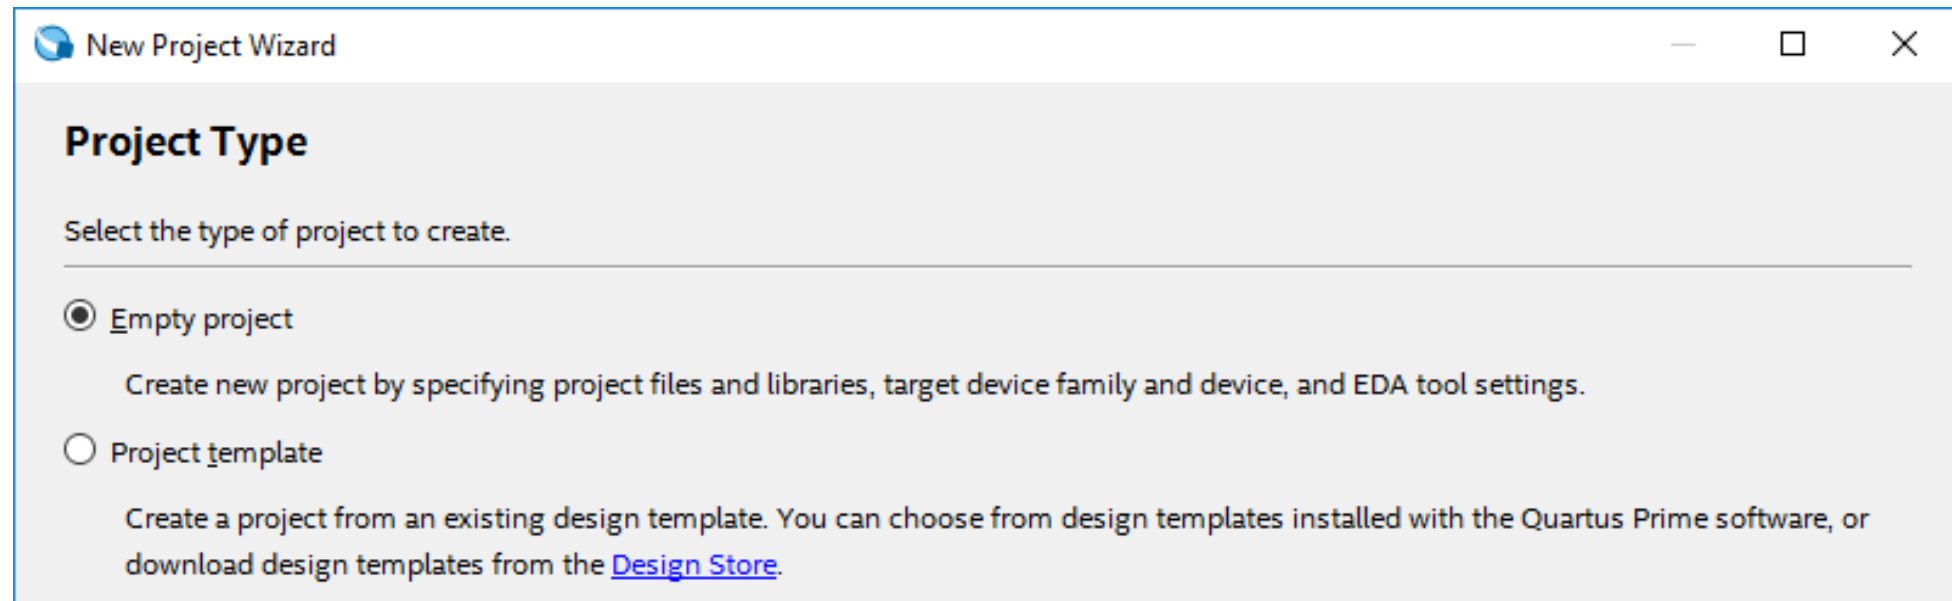 New Project Wizard
Project Type
Select the type of project to create.
Empty project
Create new project by specifying project files and libraries, target device family and device, and EDA tool settings.
Project template
Create a project from an existing design template. You can choose from design templates installed with the Quartus Prime software, or
download design templates from the Design Store.